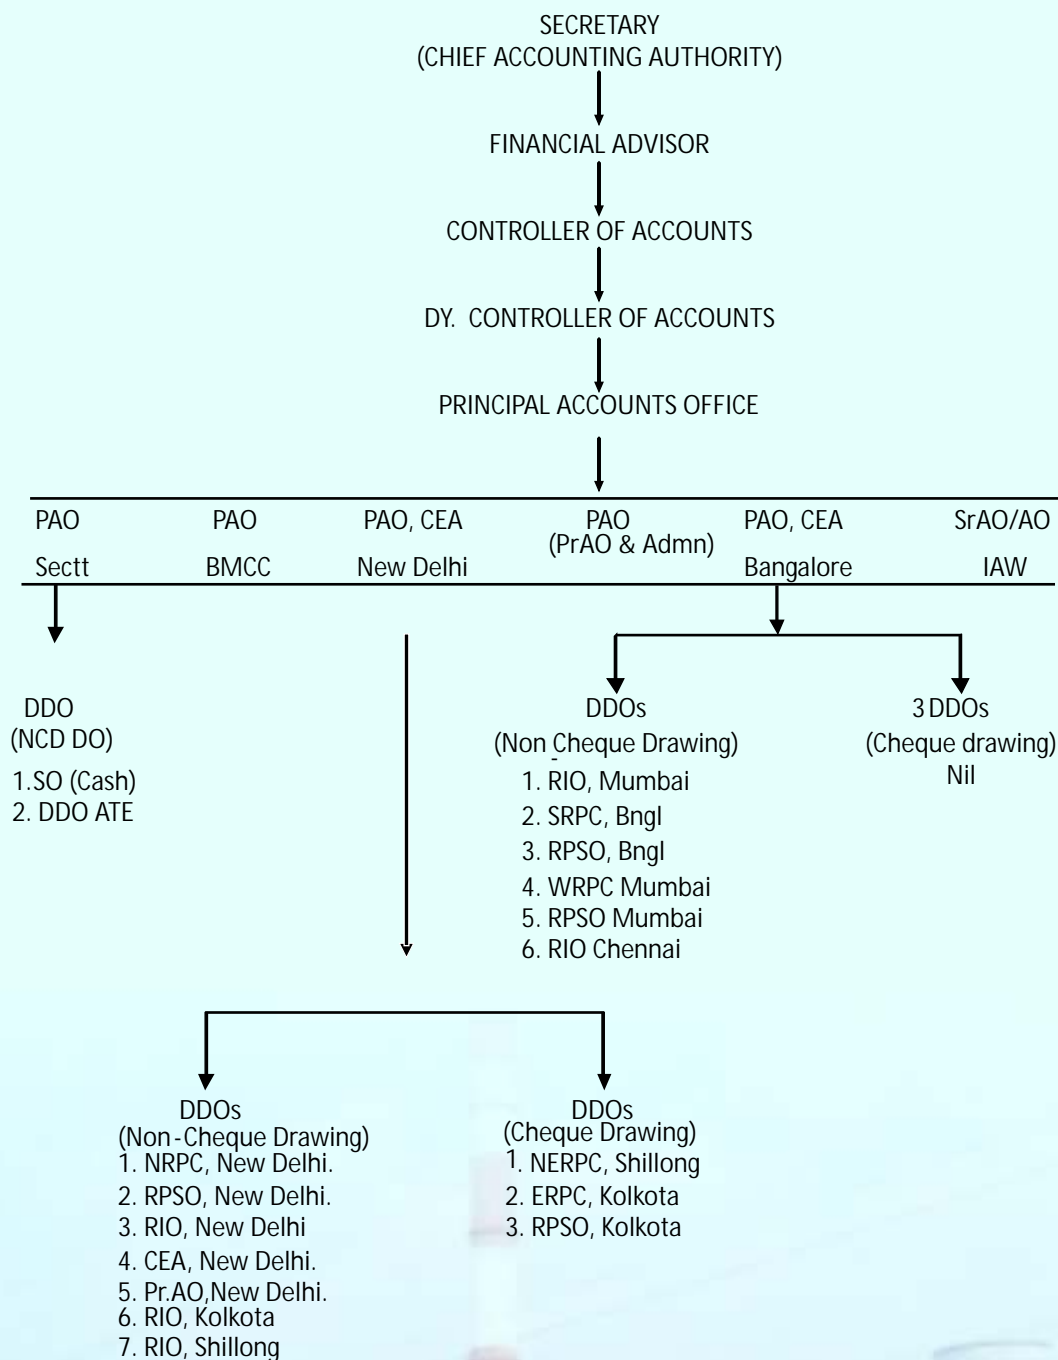 SECRETARY
(CHIEF ACCOUNTING AUTHORITY)
FINANCIAL ADVISOR
CONTROLLER OF ACCOUNTS
DY. CONTROLLER OF ACCOUNTS
PRINCIPAL ACCOUNTS OFFICE
PAO
Sectt
PAO
BMCC
PAO, CEA
New Delhi
PAO
(PrAO & Admn)
PAO, CEA
Bangalore
SrAO/AO
IAW
DDO
(NCD DO)
1.SO (Cash)
2. DDO ATE
DDOs
(Non-Cheque Drawing)
1. RIO, Mumbai
2. SRPC, Bngl
3. RPSO, Bngl
4. WRPC Mumbai
5. RPSO Mumbai
6. RIO Chennai
3 DDOs
(Cheque drawing)
Nil
DDOs
(Non-Cheque Drawing)
1. NRPC, New Delhi.
2. RPSO, New Delhi.
3. RIO, New Delhi
4. CEA, New Delhi.
5. Pr.AO,New Delhi.
6. RIO, Kolkota
7. RIO, Shillong
DDOs
(Cheque Drawing)
1. NERPC, Shillong
2. ERPC, Kolkota
3. RPSO, Kolkota